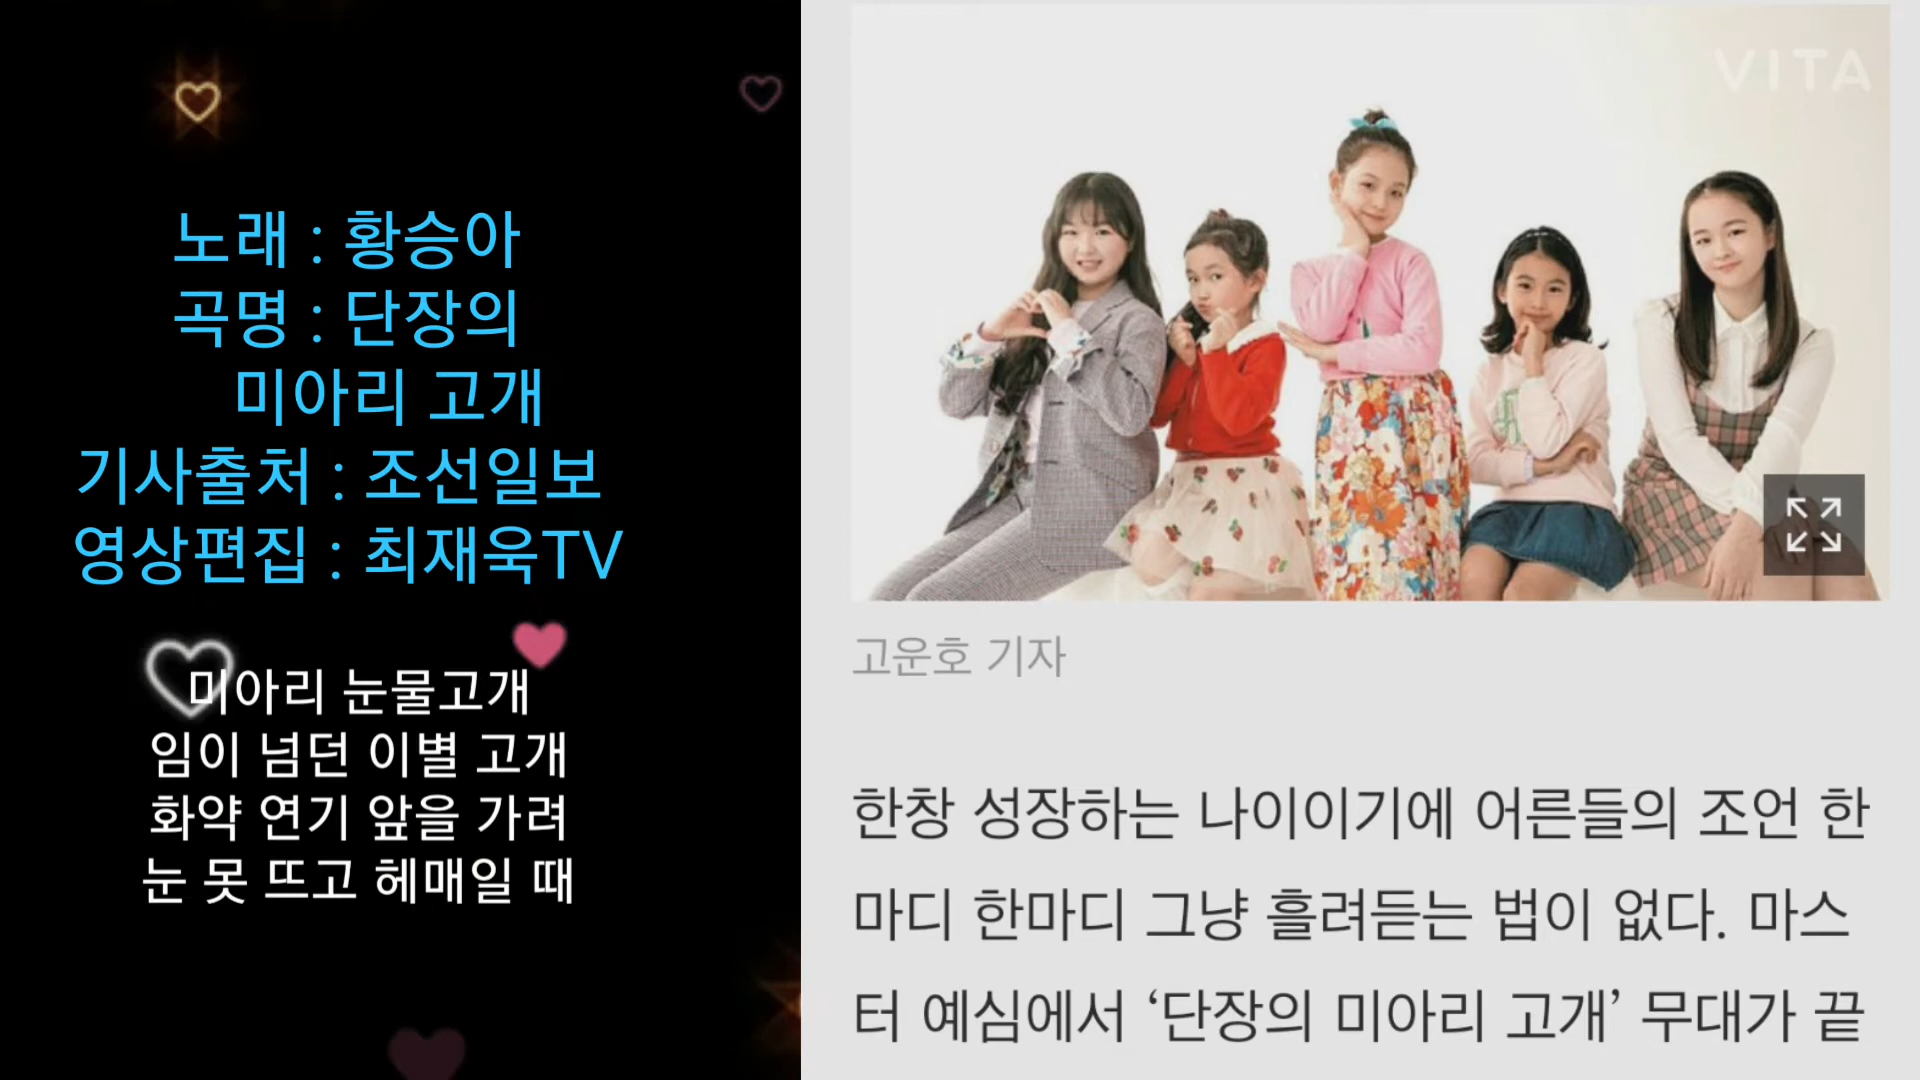 노래 : 황승아
곡명 : 단장의
미아리 고개
기사출처 : 조선일보
영상편집 : 최재욱TV
미아리 눈물고개
임이 넘던 이별 고개
화약 연기 앞을 가려
눈 못 뜨고 헤매일 때
VITA
고운호 기자
한창 성장하는 나이이기에 어른들의 조언 한
마디 한마디 그냥 흘려듣는 법이 없다. 마스
터 예심에서 ‘단장의 미아리 고개’ 무대가 끝